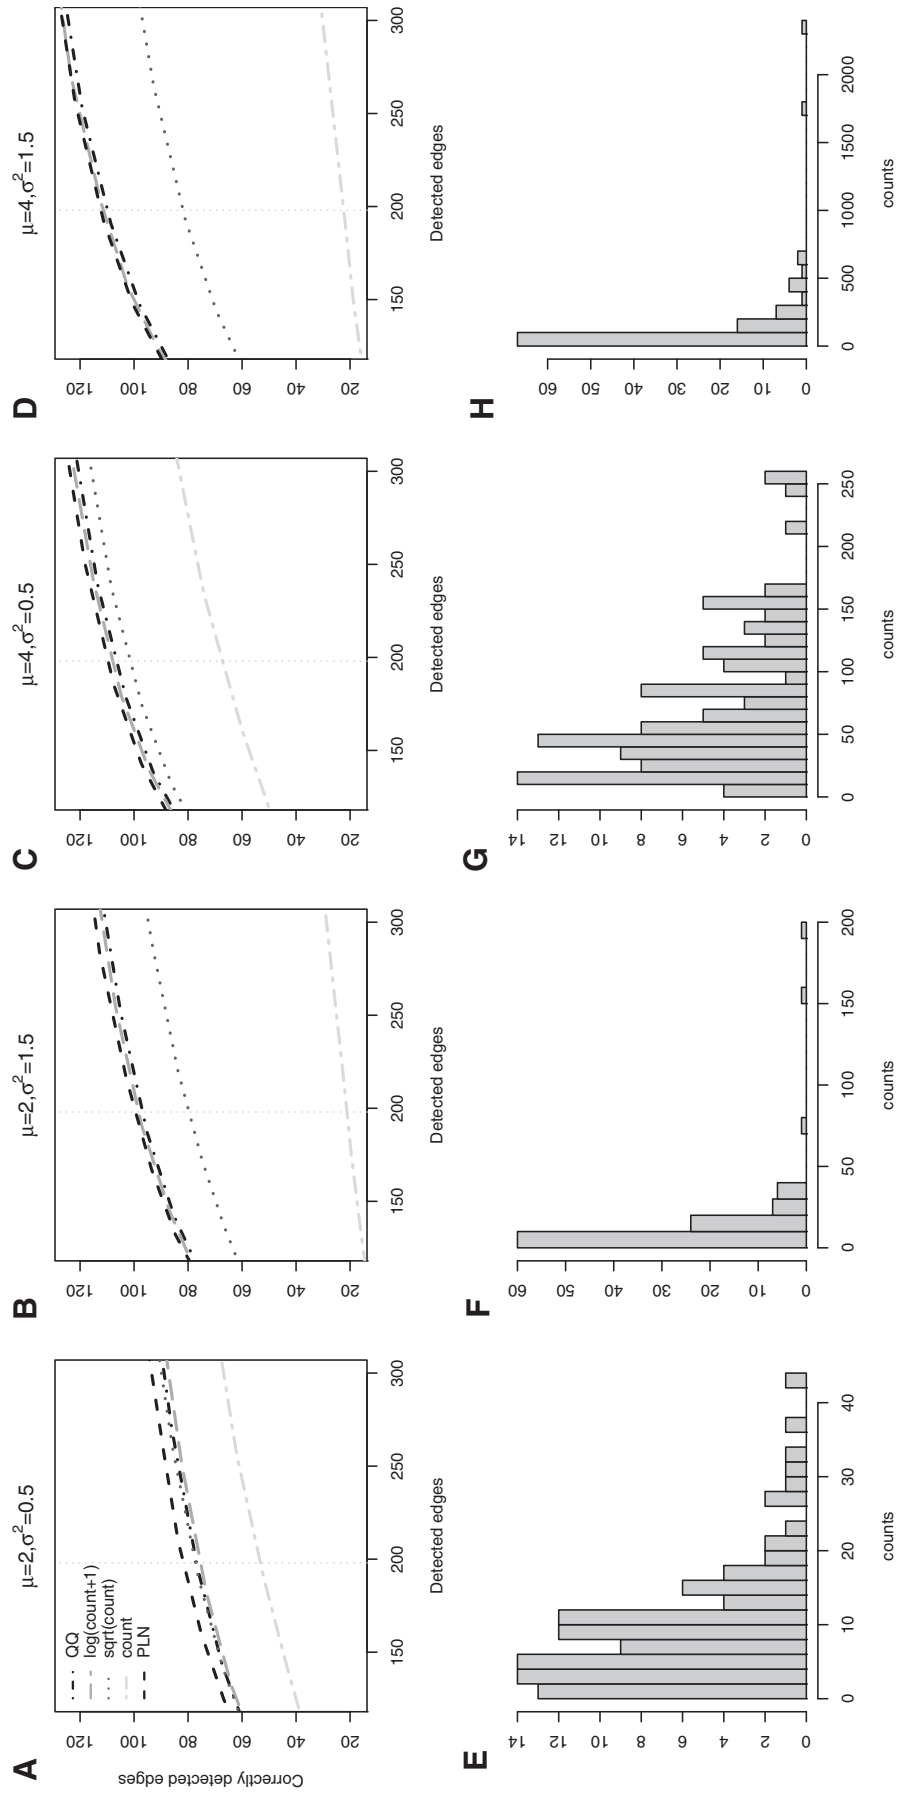 A
μ=2,σ²=0.5
Correctly detected edges
20 40 60 80 100 120
QQ
log(count+1)
sqrt(count)
count
PLN
150 200 250 300
Detected edges
B
μ=2,σ²=1.5
20 40 60 80 100 120
150 200 250 300
Detected edges
C
μ=4,σ²=0.5
20 40 60 80 100 120
150 200 250 300
Detected edges
D
μ=4,σ²=1.5
20 40 60 80 100 120
150 200 250 300
Detected edges
E
0 2 4 6 8 10 12 14
0 10 20 30 40
counts
F
0 10 20 30 40 50 60
0 50 100 150 200
counts
G
0 2 4 6 8 10 12 14
0 50 100 150 200 250
counts
H
0 10 20 30 40 50 60
0 500 1000 1500 2000
counts